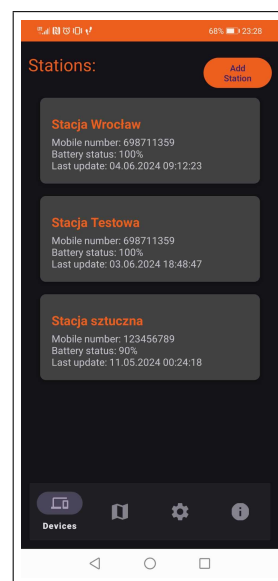 68% 23:28
Stations:
Add
Station
Stacja Wrocław
Mobile number: 698711359
Battery status: 100%
Last update: 04.06.2024 09:12:23
Stacja Testowa
Mobile number: 698711359
Battery status: 100%
Last update: 03.06.2024 18:48:47
Stacja sztuczna
Mobile number: 123456789
Battery status: 90%
Last update: 11.05.2024 00:24:18
Devices